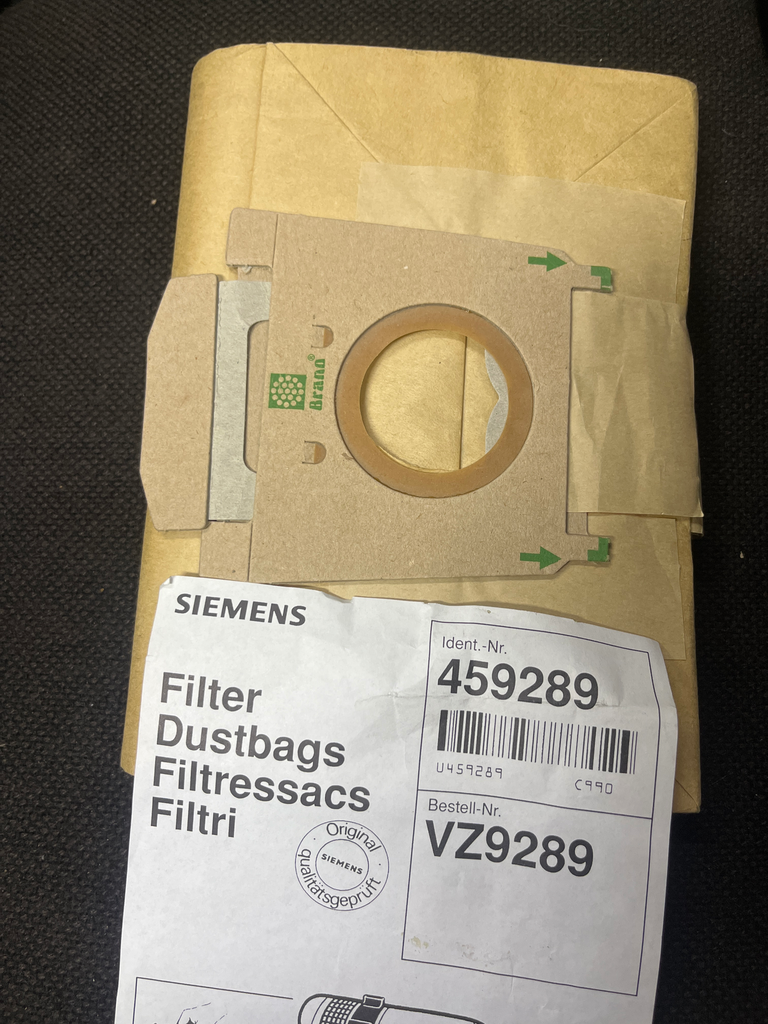 Brand®
SIEMENS
Filter
Dustbags
Filtressacs
Filtri
Original
SIEMENS
qualitätsgeprüft
Ident.-Nr.
459289
U459289 C990
Bestell-Nr.
VZ9289